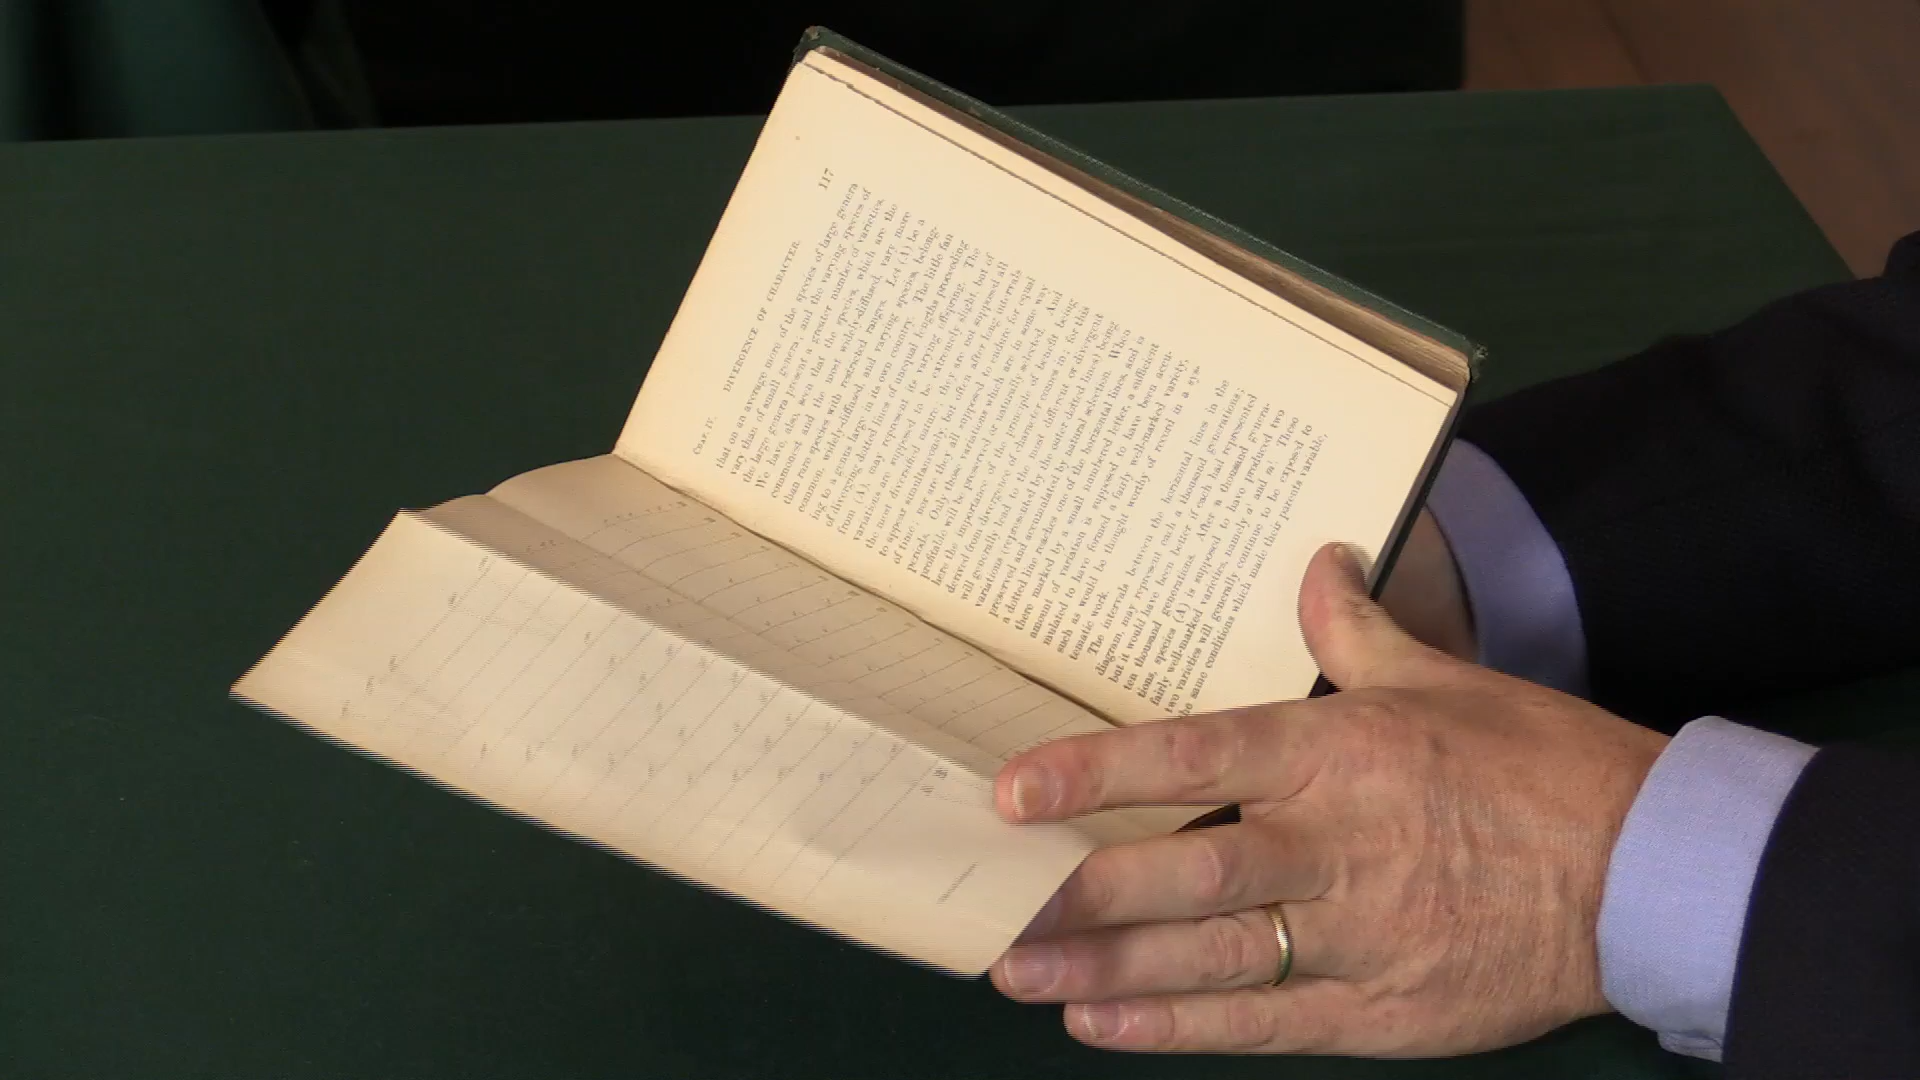 CHAP. IV. DIVERGENCE OF CHARACTER. 117
that on an average more of the species of large genera
vary than of small genera; and the varying species of
the large genera present a greater number of varieties.
We have, also, seen that the species, which are the
commonest and the most widely-diffused, vary more
than rare species with restricted ranges. Let (A) be a
common, widely-diffused, and varying species, belong-
ing to a genus large in its own country. The little fan
of diverging dotted lines of unequal lengths proceeding
from (A), may represent its varying offspring. The
variations are supposed to be extremely slight, but of
the most diversified nature; they are not supposed all
to appear simultaneously, but often after long intervals
of time; nor are they all supposed to endure for equal
periods. Only those variations which are in some way
profitable will be preserved or naturally selected. And
here the importance of the principle of benefit being
derived from divergence of character comes in; for this
will generally lead to the most different or divergent
variations (represented by the outer dotted lines) being
preserved and accumulated by natural selection. When
a dotted line reaches one of the horizontal lines, and is
there marked by a small numbered letter, a sufficient
amount of variation is supposed to have been accu-
mulated to have formed a fairly well-marked variety,
such as would be thought worthy of record in a sys-
tematic work.
The intervals between the horizontal lines in the
diagram, may represent each a thousand generations;
but it would have been better if each had represented
ten thousand generations. After a thousand genera-
tions, species (A) is supposed to have produced two
fairly well-marked varieties, namely a¹ and m¹. These
two varieties will generally continue to be exposed to
the same conditions which made their parents variable,